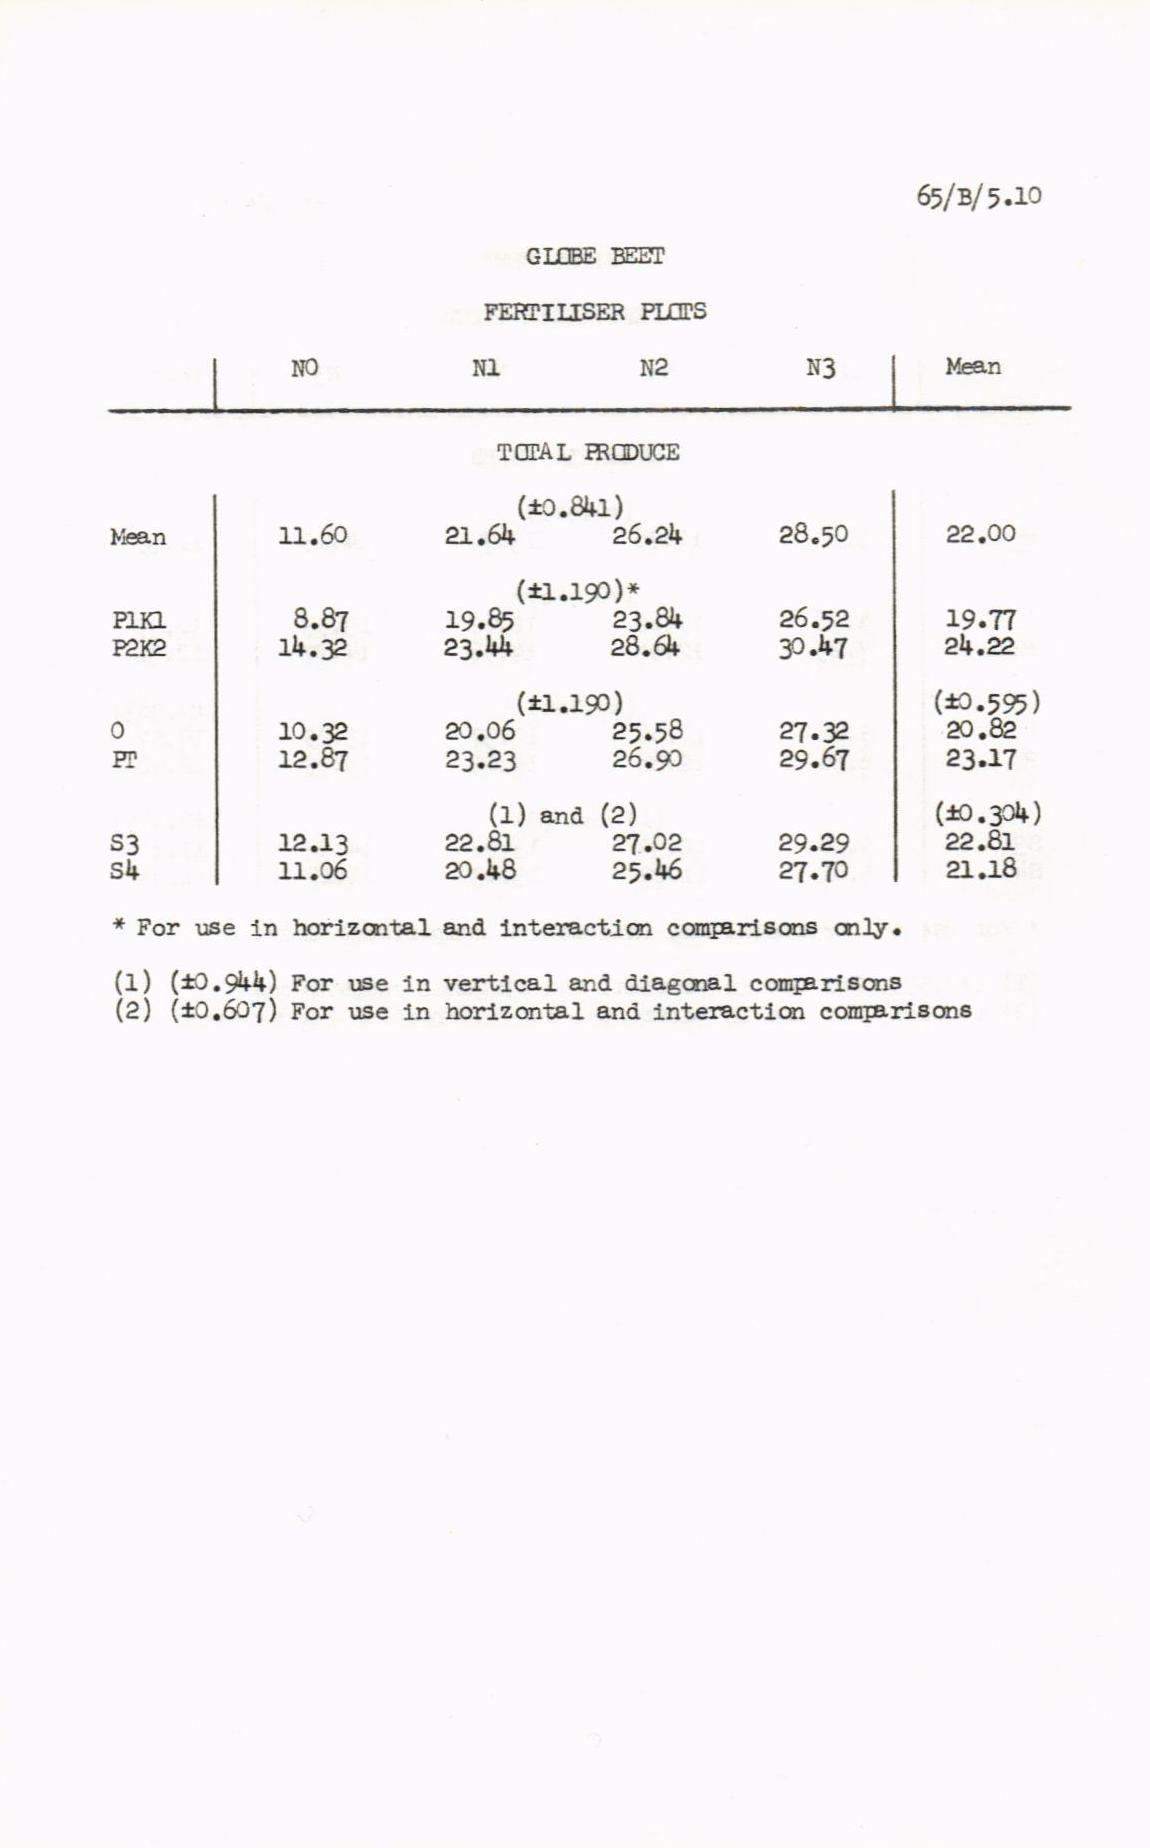 65/B/5.10
GLOBE BEET
FERTILISER PLOTS
N0 N1 N2 N3 Mean
TOTAL PRODUCE
(±0.841)
Mean 11.60 21.64 26.24 28.50 22.00
(±1.190)*
P1K1 8.87 19.85 23.84 26.52 19.77
P2K2 14.32 23.44 28.64 30.47 24.22
(±1.190) (±0.595)
O 10.32 20.06 25.58 27.32 20.82
PT 12.87 23.23 26.90 29.67 23.17
(1) and (2) (±0.304)
S3 12.13 22.81 27.02 29.29 22.81
S4 11.06 20.48 25.46 27.70 21.18
* For use in horizontal and interaction comparisons only.
(1) (±0.944) For use in vertical and diagonal comparisons
(2) (±0.607) For use in horizontal and interaction comparisons